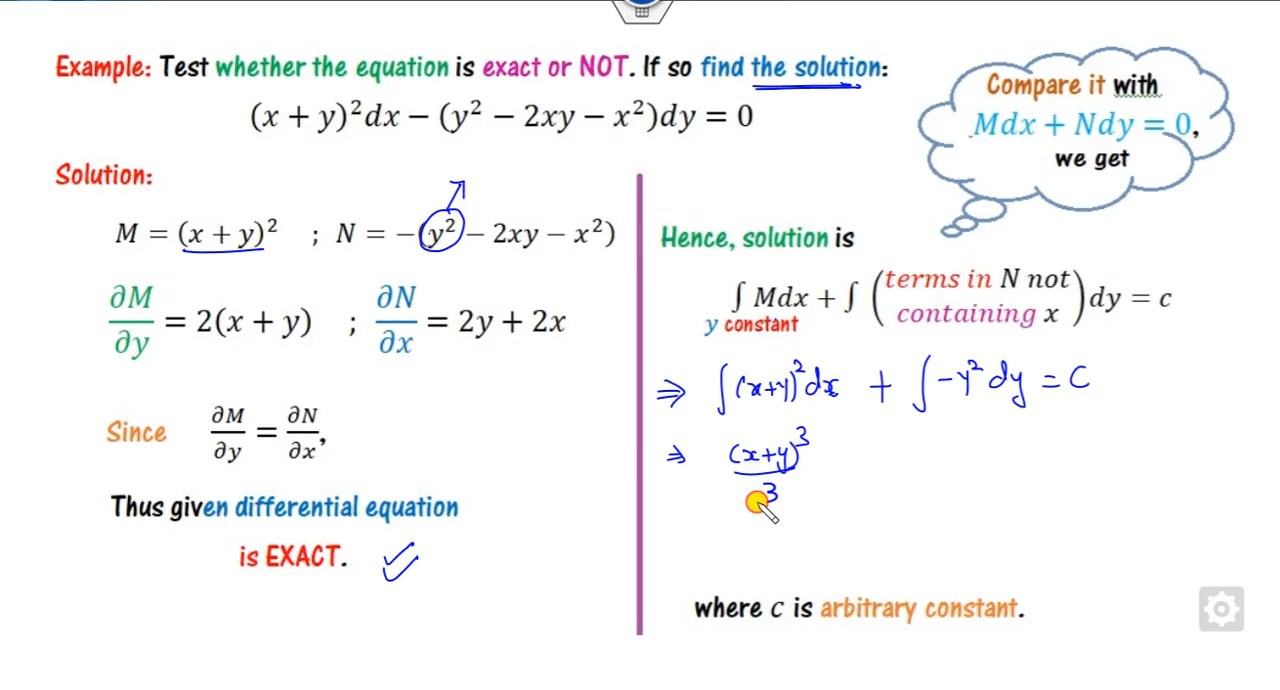 Example: Test whether the equation is exact or NOT. If so find the solution:
(x + y)²dx − (y² − 2xy − x²)dy = 0
Compare it with
Mdx + Ndy = 0,
we get
Solution:
M = (x + y)² ; N = −(y² − 2xy − x²)
∂M/∂y = 2(x + y) ; ∂N/∂x = 2y + 2x
Since ∂M/∂y = ∂N/∂x,
Thus given differential equation
is EXACT.
Hence, solution is
∫ Mdx + ∫ (terms in N not containing x) dy = c
y constant
⇒ ∫(x+y)²dx + ∫-y² dy = C
⇒ (x+y)³/3
where c is arbitrary constant.